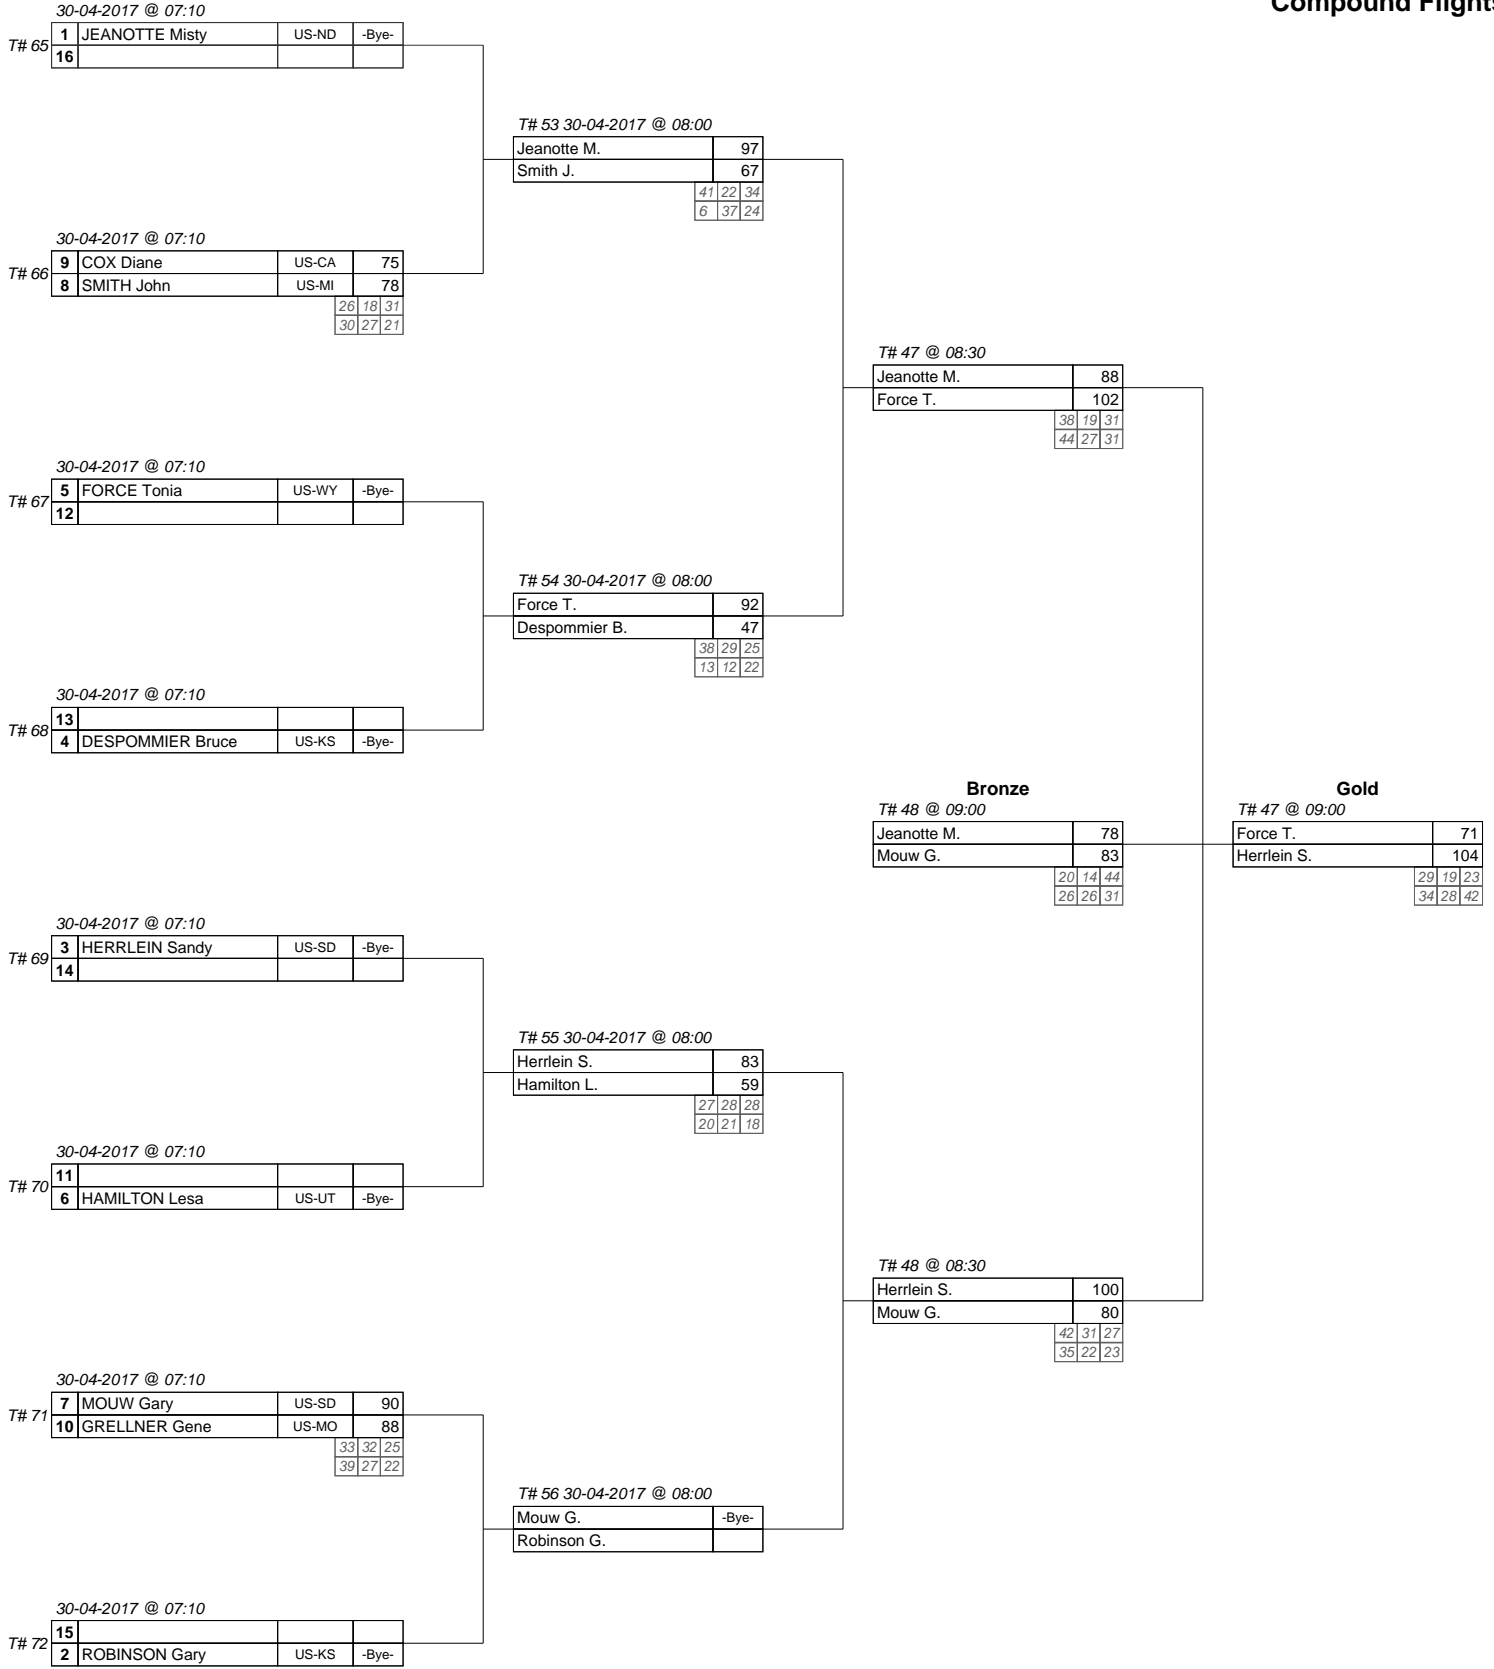 Compound Flights
30-04-2017 @ 07:10
T# 65
1 JEANOTTE Misty US-ND -Bye-
16
T# 53 30-04-2017 @ 08:00
Jeanotte M. 97
Smith J. 67
41 22 34
6 37 24
30-04-2017 @ 07:10
T# 66
9 COX Diane US-CA 75
8 SMITH John US-MI 78
26 18 31
30 27 21
T# 47 @ 08:30
Jeanotte M. 88
Force T. 102
38 19 31
44 27 31
30-04-2017 @ 07:10
T# 67
5 FORCE Tonia US-WY -Bye-
12
T# 54 30-04-2017 @ 08:00
Force T. 92
Despommier B. 47
38 29 25
13 12 22
30-04-2017 @ 07:10
T# 68
13
4 DESPOMMIER Bruce US-KS -Bye-
Bronze
T# 48 @ 09:00
Jeanotte M. 78
Mouw G. 83
20 14 44
26 26 31
Gold
T# 47 @ 09:00
Force T. 71
Herrlein S. 104
29 19 23
34 28 42
30-04-2017 @ 07:10
T# 69
3 HERRLEIN Sandy US-SD -Bye-
14
T# 55 30-04-2017 @ 08:00
Herrlein S. 83
Hamilton L. 59
27 28 28
20 21 18
30-04-2017 @ 07:10
T# 70
11
6 HAMILTON Lesa US-UT -Bye-
T# 48 @ 08:30
Herrlein S. 100
Mouw G. 80
42 31 27
35 22 23
30-04-2017 @ 07:10
T# 71
7 MOUW Gary US-SD 90
10 GRELLNER Gene US-MO 88
33 32 25
39 27 22
T# 56 30-04-2017 @ 08:00
Mouw G. -Bye-
Robinson G.
30-04-2017 @ 07:10
T# 72
15
2 ROBINSON Gary US-KS -Bye-